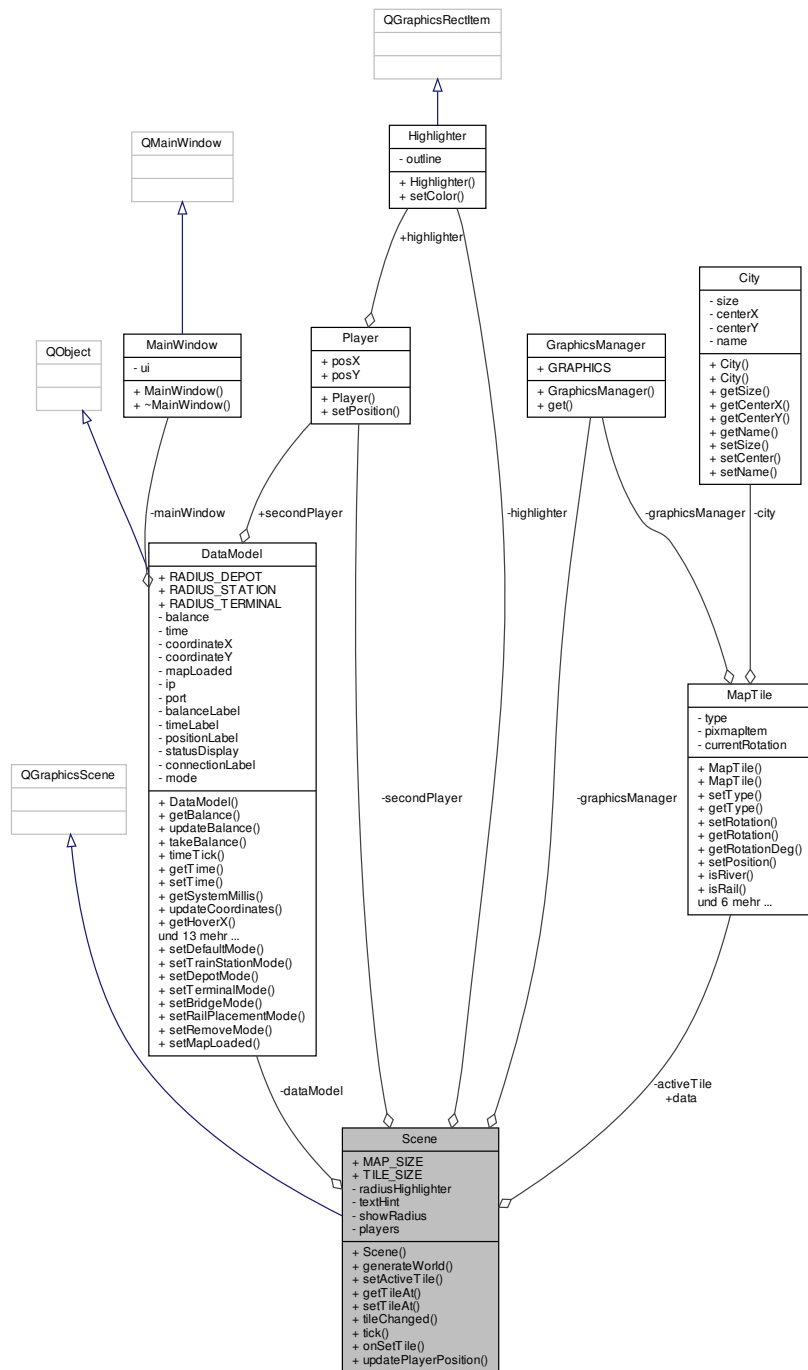 QGraphicsRectItem
Highlighter
- outline
+ Highlighter()
+ setColor()
QMainWindow
+highlighter
City
- size
- centerX
- centerY
- name
+ City()
+ City()
+ getSize()
+ getCenterX()
+ getCenterY()
+ getName()
+ setSize()
+ setCenter()
+ setName()
QObject
MainWindow
- ui
+ MainWindow()
+ ~MainWindow()
Player
+ posX
+ posY
+ Player()
+ setPosition()
GraphicsManager
+ GRAPHICS
+ GraphicsManager()
+ get()
-mainWindow
+secondPlayer
-highlighter
-graphicsManager
-city
DataModel
+ RADIUS_DEPOT
+ RADIUS_STATION
+ RADIUS_TERMINAL
- balance
- time
- coordinateX
- coordinateY
- mapLoaded
- ip
- port
- balanceLabel
- timeLabel
- positionLabel
- statusDisplay
- connectionLabel
- mode
+ DataModel()
+ getBalance()
+ updateBalance()
+ takeBalance()
+ timeTick()
+ getTime()
+ setTime()
+ getSystemMillis()
+ updateCoordinates()
+ getHoverX()
und 13 mehr ...
+ setDefaultMode()
+ setTrainStationMode()
+ setDepotMode()
+ setTerminalMode()
+ setBridgeMode()
+ setRailPlacementMode()
+ setRemoveMode()
+ setMapLoaded()
MapTile
- type
- pixmapItem
- currentRotation
+ MapTile()
+ MapTile()
+ setType()
+ getType()
+ setRotation()
+ getRotation()
+ getRotationDeg()
+ setPosition()
+ isRiver()
+ isRail()
und 6 mehr ...
QGraphicsScene
-secondPlayer
-graphicsManager
-dataModel
-activeTile
+data
Scene
+ MAP_SIZE
+ TILE_SIZE
- radiusHighlighter
- textHint
- showRadius
- players
+ Scene()
+ generateWorld()
+ setActiveTile()
+ getTileAt()
+ setTileAt()
+ tileChanged()
+ tick()
+ onSetTile()
+ updatePlayerPosition()